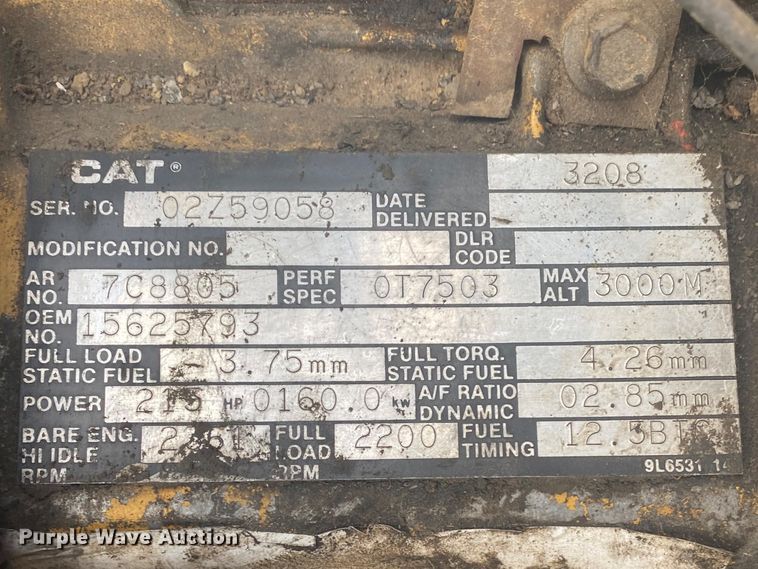 CAT® 3208
SER. NO. 02Z59058 DATE DELIVERED
MODIFICATION NO. DLR CODE
AR NO. 7C8805 PERF SPEC 0T7503 MAX ALT 3000M
OEM NO. 15625793
FULL LOAD STATIC FUEL - 3.75mm FULL TORQ. STATIC FUEL 4.26mm
POWER 215 HP 0160.0 kW A/F RATIO DYNAMIC 02.85mm
BARE ENG. HI IDLE RPM FULL LOAD RPM 2200 FUEL TIMING 12.5BTC
9L6531 14
Purple Wave Auction